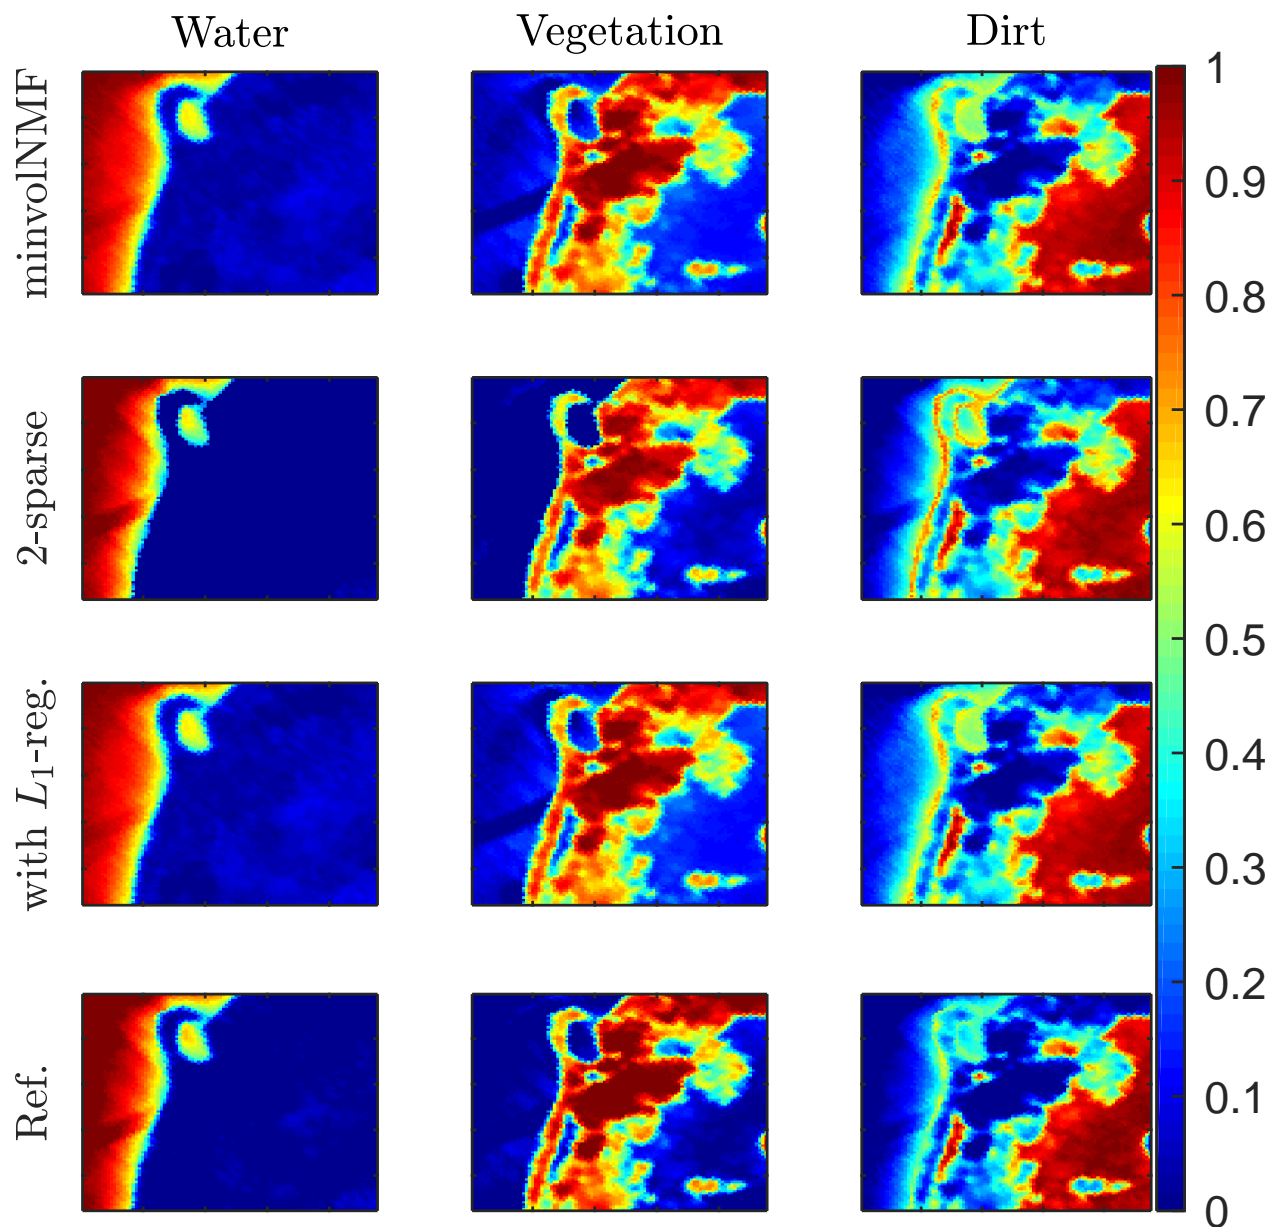 Water
Vegetation
Dirt
minvolNMF
2-sparse
with L₁-reg.
Ref.
1
0.9
0.8
0.7
0.6
0.5
0.4
0.3
0.2
0.1
0